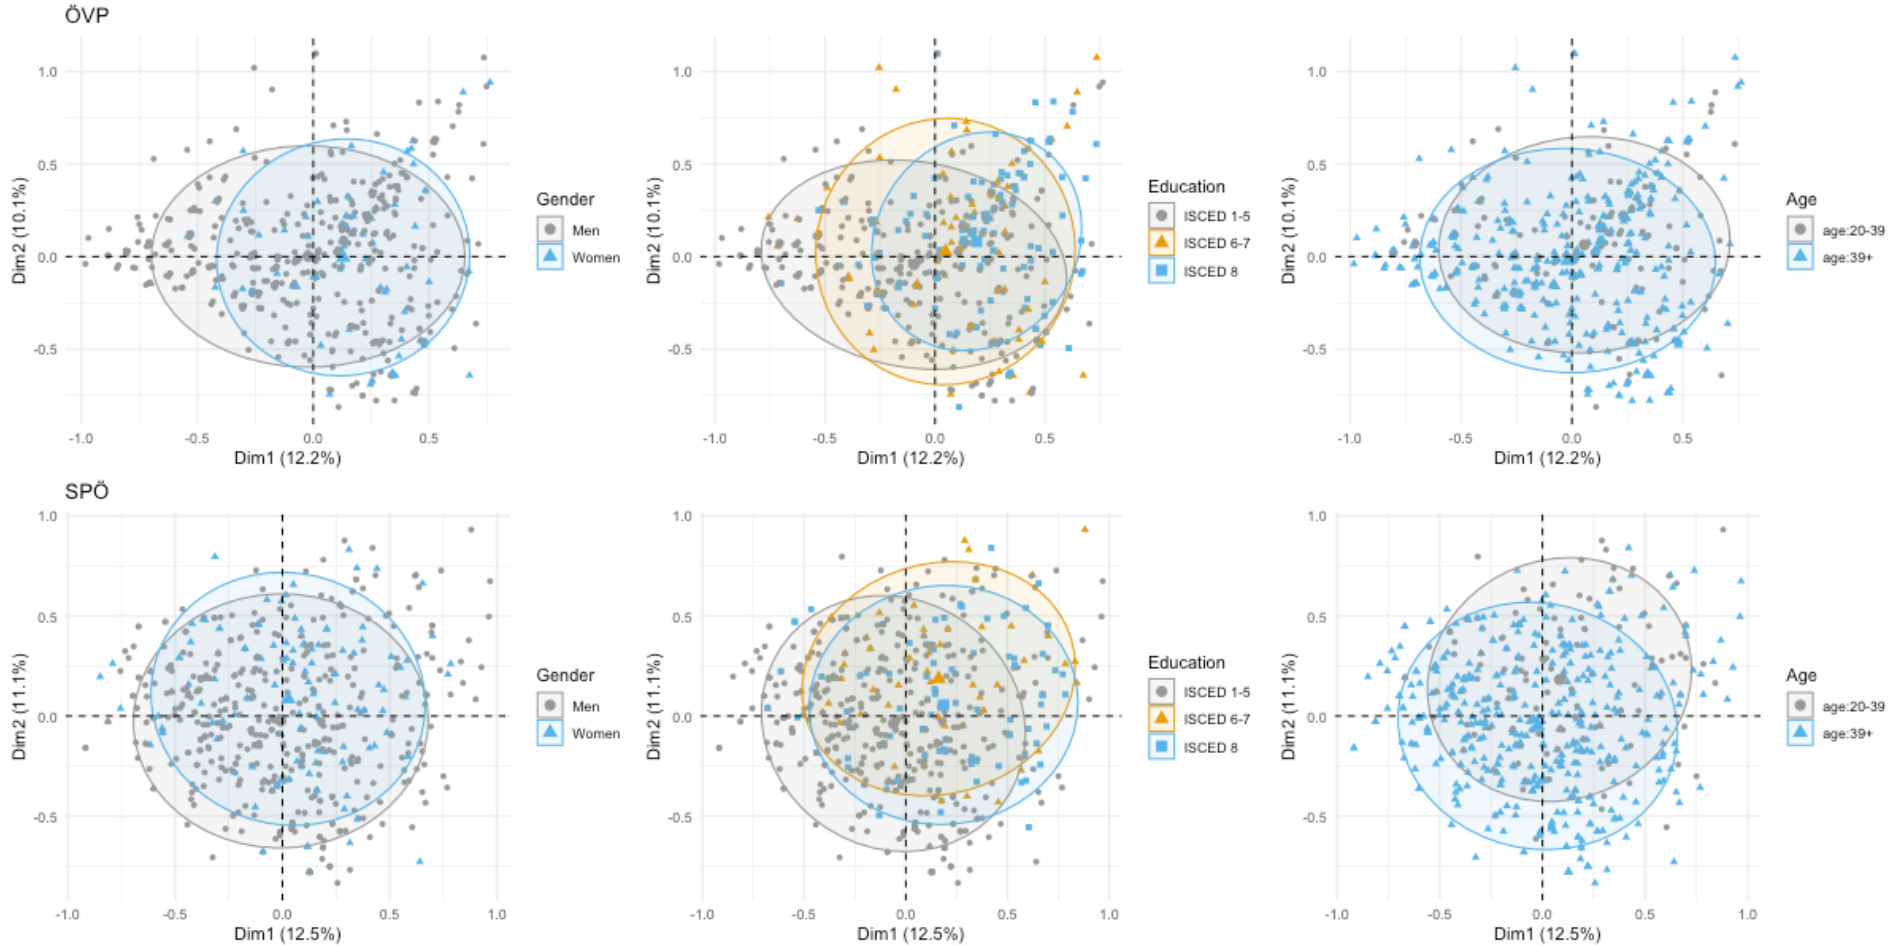 ÖVP
1.0
0.5
0.0
-0.5
-1.0 -0.5 0.0 0.5
Dim1 (12.2%)
Dim2 (10.1%)
Gender
Men
Women
1.0
0.5
0.0
-0.5
-1.0 -0.5 0.0 0.5
Dim1 (12.2%)
Dim2 (10.1%)
Education
ISCED 1-5
ISCED 6-7
ISCED 8
1.0
0.5
0.0
-0.5
-1.0 -0.5 0.0 0.5
Dim1 (12.2%)
Dim2 (10.1%)
Age
age:20-39
age:39+
SPÖ
1.0
0.5
0.0
-0.5
-1.0 -0.5 0.0 0.5 1.0
Dim1 (12.5%)
Dim2 (11.1%)
Gender
Men
Women
1.0
0.5
0.0
-0.5
-1.0 -0.5 0.0 0.5 1.0
Dim1 (12.5%)
Dim2 (11.1%)
Education
ISCED 1-5
ISCED 6-7
ISCED 8
1.0
0.5
0.0
-0.5
-1.0 -0.5 0.0 0.5 1.0
Dim1 (12.5%)
Dim2 (11.1%)
Age
age:20-39
age:39+